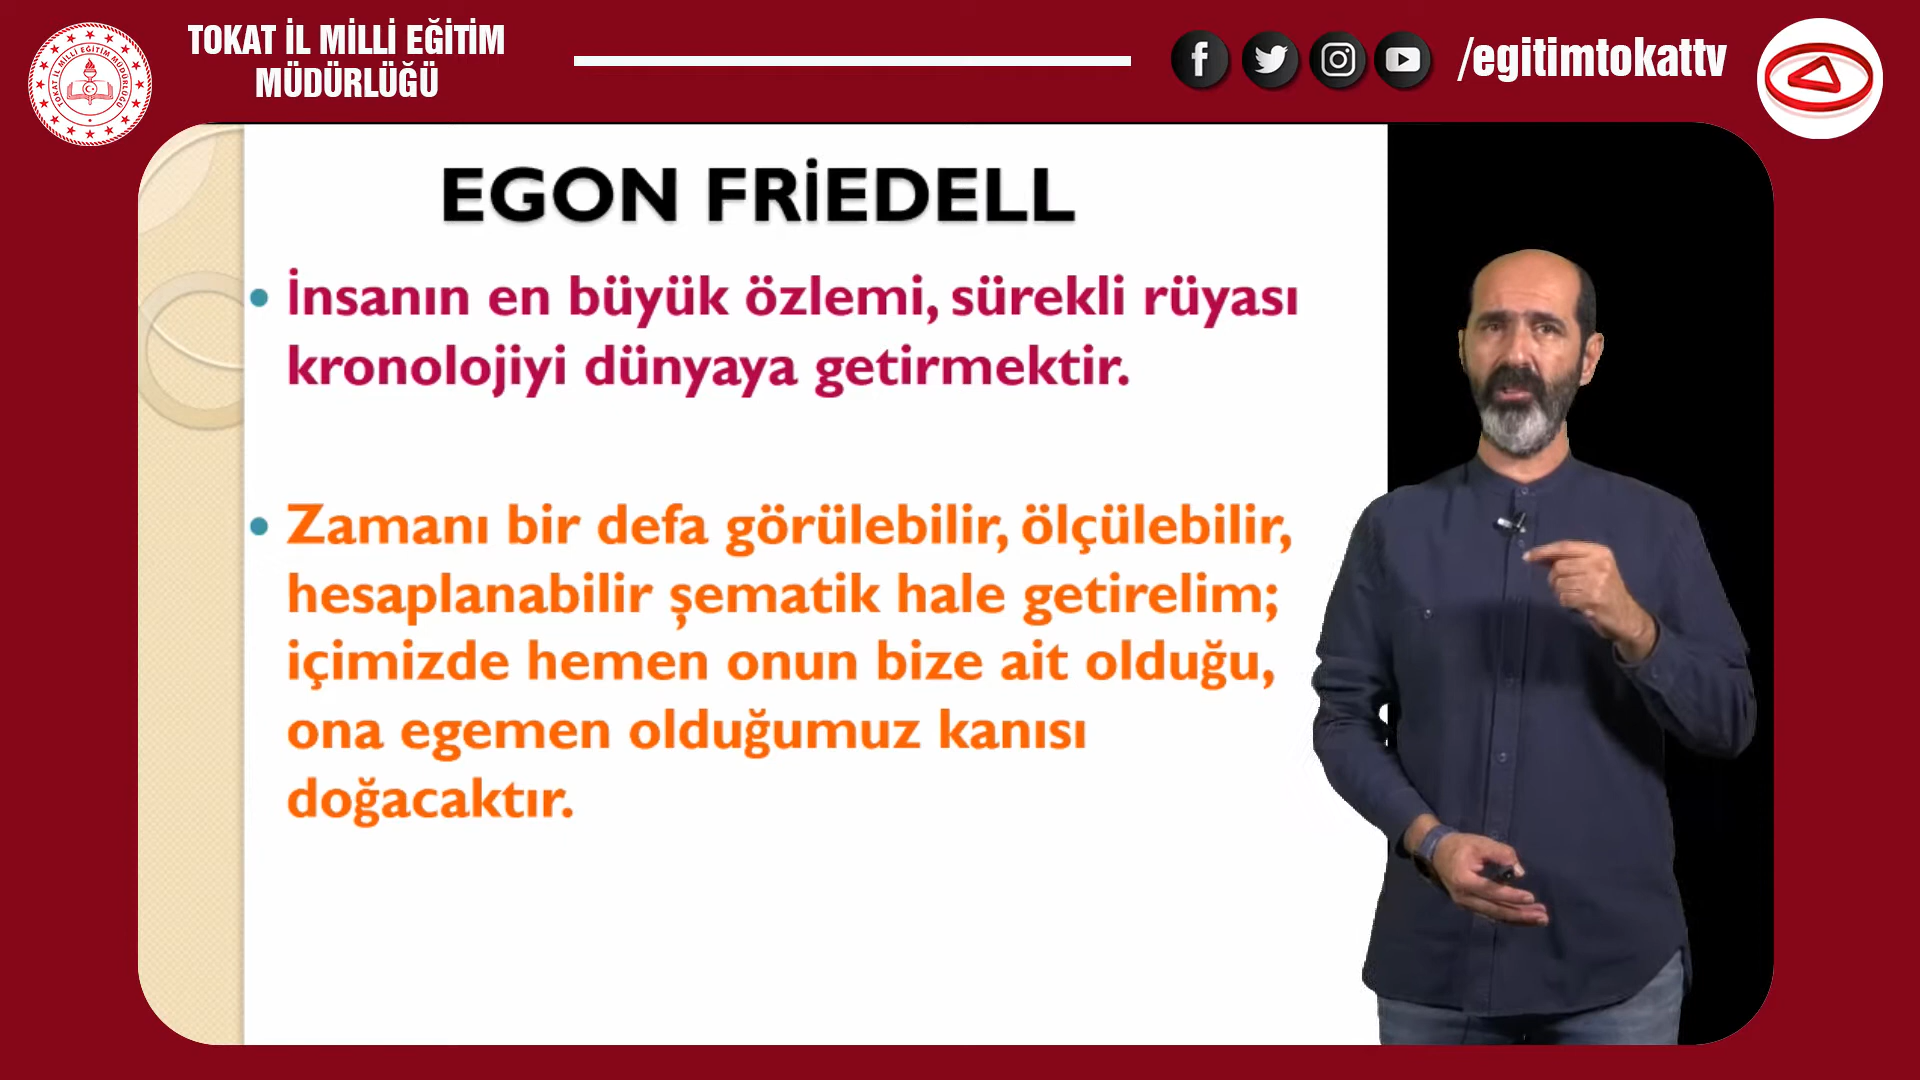 TOKAT İL MİLLİ EĞİTİM
MÜDÜRLÜĞÜ
/egitimtokattv
EGON FRİEDELL
• İnsanın en büyük özlemi, sürekli rüyası
kronolojiyi dünyaya getirmektir.
• Zamanı bir defa görülebilir, ölçülebilir,
hesaplanabilir şematik hale getirelim;
içimizde hemen onun bize ait olduğu,
ona egemen olduğumuz kanısı
doğacaktır.